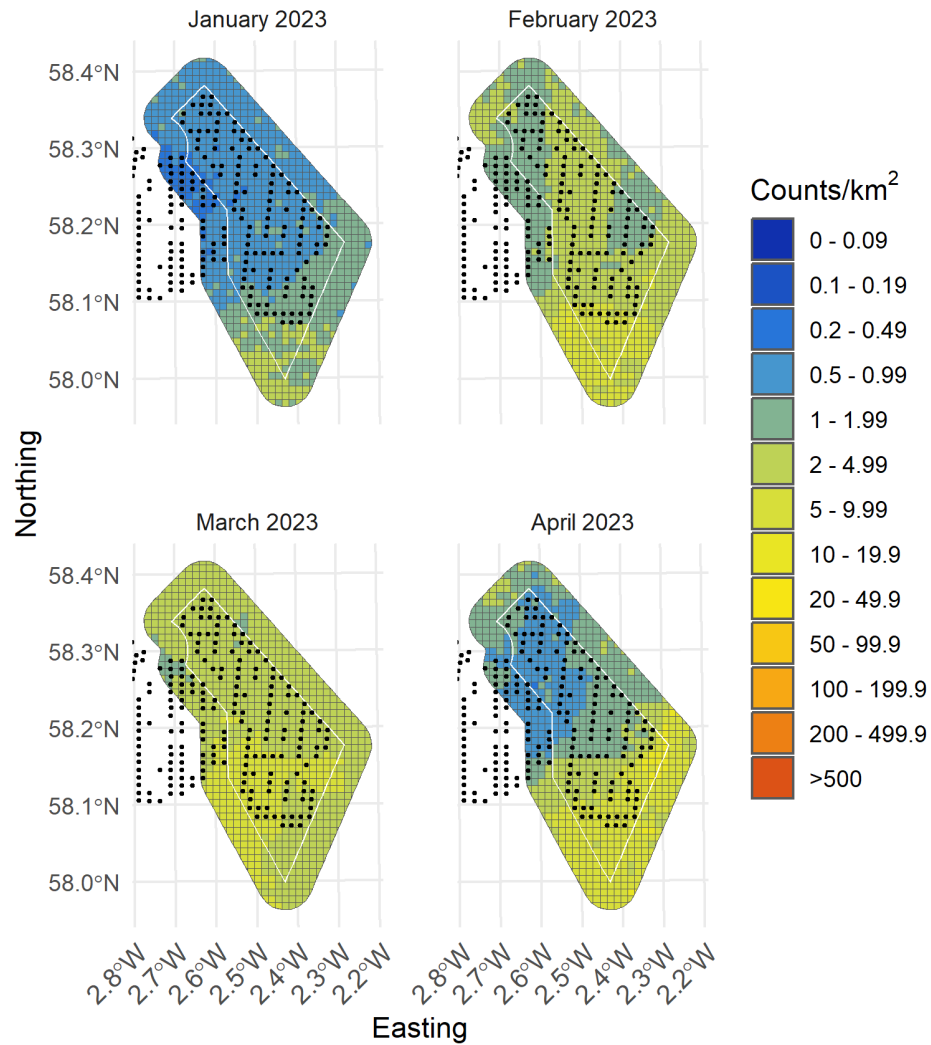 January 2023
February 2023
58.4°N
58.3°N
58.2°N
58.1°N
58.0°N
March 2023
April 2023
58.4°N
58.3°N
58.2°N
58.1°N
58.0°N
2.8°W
2.7°W
2.6°W
2.5°W
2.4°W
2.3°W
2.2°W
2.8°W
2.7°W
2.6°W
2.5°W
2.4°W
2.3°W
2.2°W
Northing
Easting
Counts/km²
0 - 0.09
0.1 - 0.19
0.2 - 0.49
0.5 - 0.99
1 - 1.99
2 - 4.99
5 - 9.99
10 - 19.9
20 - 49.9
50 - 99.9
100 - 199.9
200 - 499.9
>500